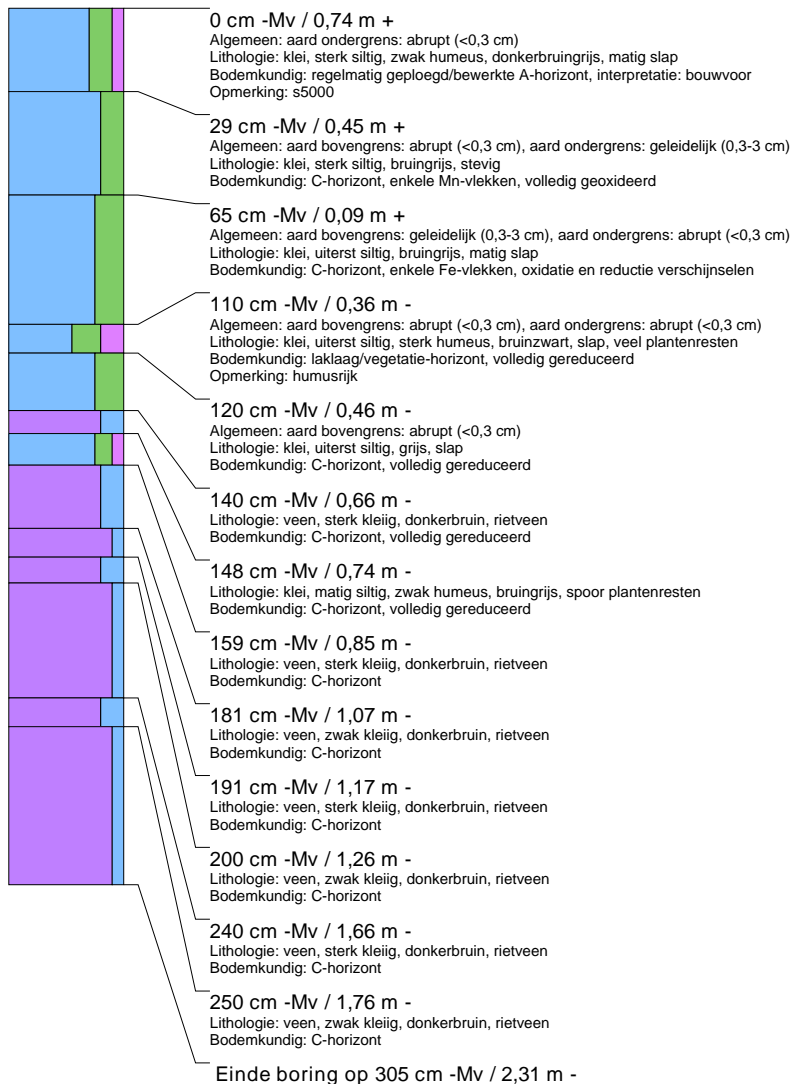 0 cm -Mv / 0,74 m +
Algemeen: aard ondergrens: abrupt (<0,3 cm)
Lithologie: klei, sterk siltig, zwak humeus, donkerbruingrijs, matig slap
Bodemkundig: regelmatig geploegd/bewerkte A-horizont, interpretatie: bouwvoor
Opmerking: s5000
29 cm -Mv / 0,45 m +
Algemeen: aard bovengrens: abrupt (<0,3 cm), aard ondergrens: geleidelijk (0,3-3 cm)
Lithologie: klei, sterk siltig, bruingrijs, stevig
Bodemkundig: C-horizont, enkele Mn-vlekken, volledig geoxideerd
65 cm -Mv / 0,09 m +
Algemeen: aard bovengrens: geleidelijk (0,3-3 cm), aard ondergrens: abrupt (<0,3 cm)
Lithologie: klei, uiterst siltig, bruingrijs, matig slap
Bodemkundig: C-horizont, enkele Fe-vlekken, oxidatie en reductie verschijnselen
110 cm -Mv / 0,36 m -
Algemeen: aard bovengrens: abrupt (<0,3 cm), aard ondergrens: abrupt (<0,3 cm)
Lithologie: klei, uiterst siltig, sterk humeus, bruinzwart, slap, veel plantenresten
Bodemkundig: laklaag/vegetatie-horizont, volledig gereduceerd
Opmerking: humusrijk
120 cm -Mv / 0,46 m -
Algemeen: aard bovengrens: abrupt (<0,3 cm)
Lithologie: klei, uiterst siltig, grijs, slap
Bodemkundig: C-horizont, volledig gereduceerd
140 cm -Mv / 0,66 m -
Lithologie: veen, sterk kleiig, donkerbruin, rietveen
Bodemkundig: C-horizont, volledig gereduceerd
148 cm -Mv / 0,74 m -
Lithologie: klei, matig siltig, zwak humeus, bruingrijs, spoor plantenresten
Bodemkundig: C-horizont, volledig gereduceerd
159 cm -Mv / 0,85 m -
Lithologie: veen, sterk kleiig, donkerbruin, rietveen
Bodemkundig: C-horizont
181 cm -Mv / 1,07 m -
Lithologie: veen, zwak kleiig, donkerbruin, rietveen
Bodemkundig: C-horizont
191 cm -Mv / 1,17 m -
Lithologie: veen, sterk kleiig, donkerbruin, rietveen
Bodemkundig: C-horizont
200 cm -Mv / 1,26 m -
Lithologie: veen, zwak kleiig, donkerbruin, rietveen
Bodemkundig: C-horizont
240 cm -Mv / 1,66 m -
Lithologie: veen, sterk kleiig, donkerbruin, rietveen
Bodemkundig: C-horizont
250 cm -Mv / 1,76 m -
Lithologie: veen, zwak kleiig, donkerbruin, rietveen
Bodemkundig: C-horizont
Einde boring op 305 cm -Mv / 2,31 m -